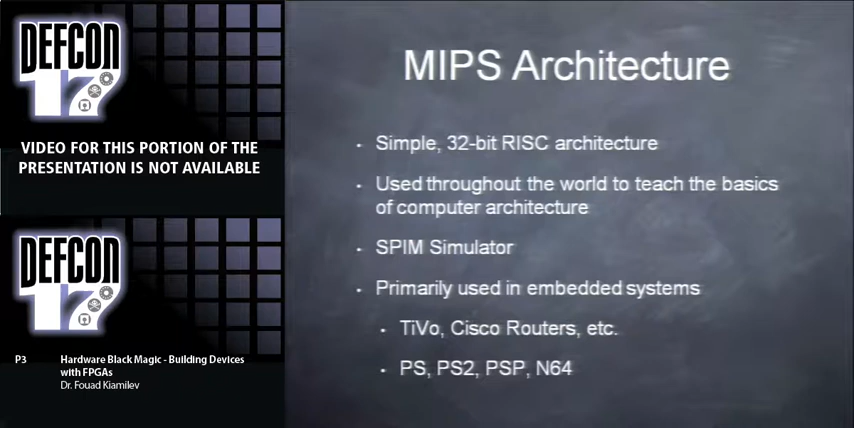 DEFCON
17
VIDEO FOR THIS PORTION OF THE
PRESENTATION IS NOT AVAILABLE
DEFCON
17
P3 Hardware Black Magic - Building Devices
with FPGAs
Dr. Fouad Kiamilev
MIPS Architecture
• Simple, 32-bit RISC architecture
• Used throughout the world to teach the basics
of computer architecture
• SPIM Simulator
• Primarily used in embedded systems
• TiVo, Cisco Routers, etc.
• PS, PS2, PSP, N64